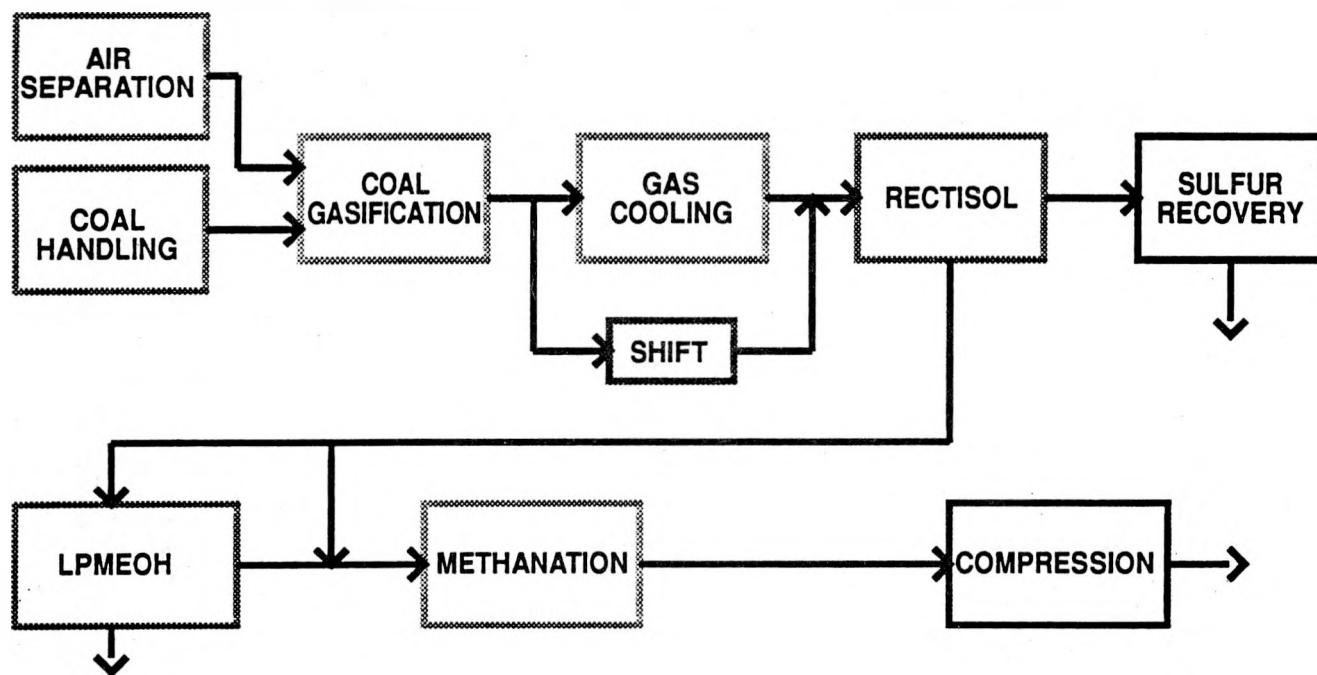 AIR
SEPARATION
COAL
HANDLING
COAL
GASIFICATION
GAS
COOLING
SHIFT
RECTISOL
SULFUR
RECOVERY
LPMEOH
METHANATION
COMPRESSION